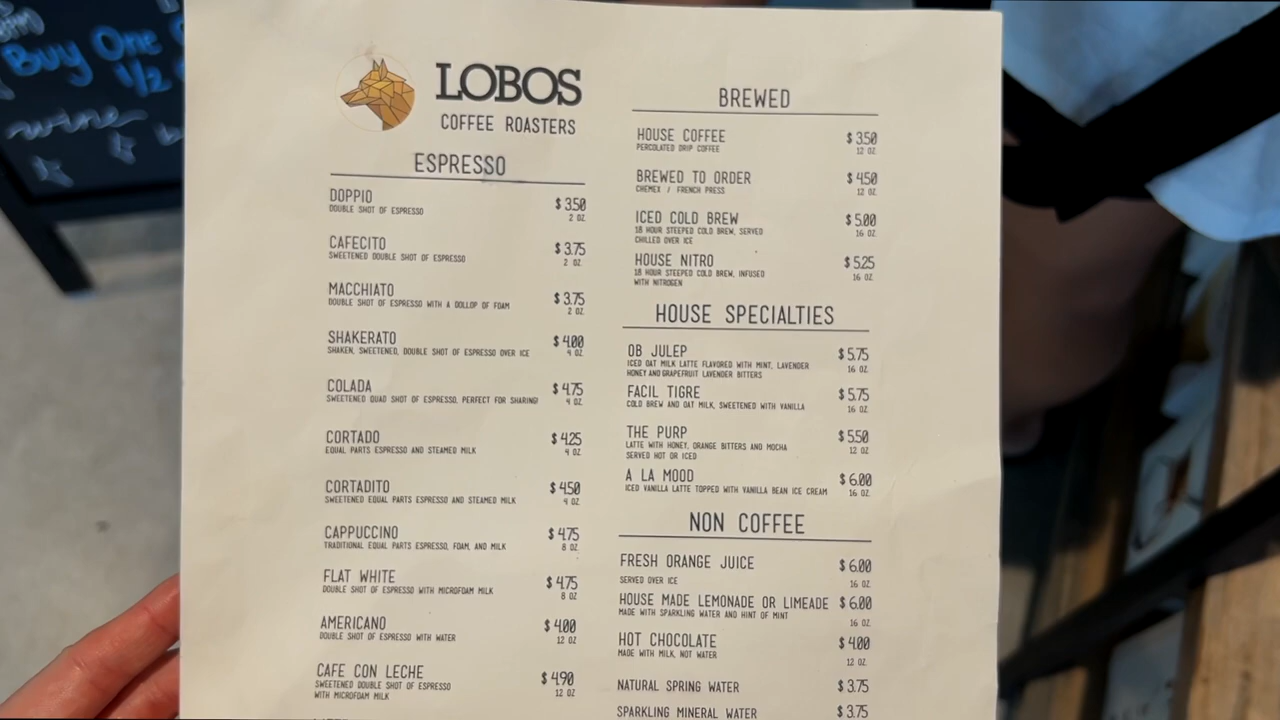 Buy One
1/2
wine
LOBOS
COFFEE ROASTERS
ESPRESSO
DOPPIO $3.50
DOUBLE SHOT OF ESPRESSO 2 OZ.
CAFECITO $3.75
SWEETENED DOUBLE SHOT OF ESPRESSO 2 OZ.
MACCHIATO $3.75
DOUBLE SHOT OF ESPRESSO WITH A DOLLOP OF FOAM 2 OZ.
SHAKERATO $4.00
SHAKEN, SWEETENED, DOUBLE SHOT OF ESPRESSO OVER ICE 4 OZ.
COLADA $4.75
SWEETENED QUAD SHOT OF ESPRESSO, PERFECT FOR SHARING! 4 OZ.
CORTADO $4.25
EQUAL PARTS ESPRESSO AND STEAMED MILK 4 OZ.
CORTADITO $4.50
SWEETENED EQUAL PARTS ESPRESSO AND STEAMED MILK 4 OZ.
CAPPUCCINO $4.75
TRADITIONAL EQUAL PARTS ESPRESSO, FOAM, AND MILK 8 OZ.
FLAT WHITE $4.75
DOUBLE SHOT OF ESPRESSO WITH MICROFOAM MILK 8 OZ.
AMERICANO $4.00
DOUBLE SHOT OF ESPRESSO WITH WATER 12 OZ.
CAFE CON LECHE $4.90
SWEETENED DOUBLE SHOT OF ESPRESSO 12 OZ.
WITH MICROFOAM MILK
BREWED
HOUSE COFFEE $3.50
PERCOLATED DRIP COFFEE 12 OZ.
BREWED TO ORDER $4.50
CHEMEX / FRENCH PRESS 12 OZ.
ICED COLD BREW $5.00
18 HOUR STEEPED COLD BREW, SERVED 16 OZ.
CHILLED OVER ICE
HOUSE NITRO $5.25
18 HOUR STEEPED COLD BREW, INFUSED 16 OZ.
WITH NITROGEN
HOUSE SPECIALTIES
OB JULEP $5.75
ICED OAT MILK LATTE FLAVORED WITH MINT, LAVENDER 16 OZ.
HONEY AND GRAPEFRUIT LAVENDER BITTERS
FACIL TIGRE $5.75
COLD BREW AND OAT MILK, SWEETENED WITH VANILLA 16 OZ.
THE PURP $5.50
LATTE WITH HONEY, ORANGE BITTERS AND MOCHA 12 OZ.
SERVED HOT OR ICED
A LA MOOD $6.00
ICED VANILLA LATTE TOPPED WITH VANILLA BEAN ICE CREAM 16 OZ.
NON COFFEE
FRESH ORANGE JUICE $6.00
SERVED OVER ICE 16 OZ.
HOUSE MADE LEMONADE OR LIMEADE $6.00
MADE WITH SPARKLING WATER AND HINT OF MINT 16 OZ.
HOT CHOCOLATE $4.00
MADE WITH MILK, NOT WATER 12 OZ.
NATURAL SPRING WATER $3.75
SPARKLING MINERAL WATER $3.75